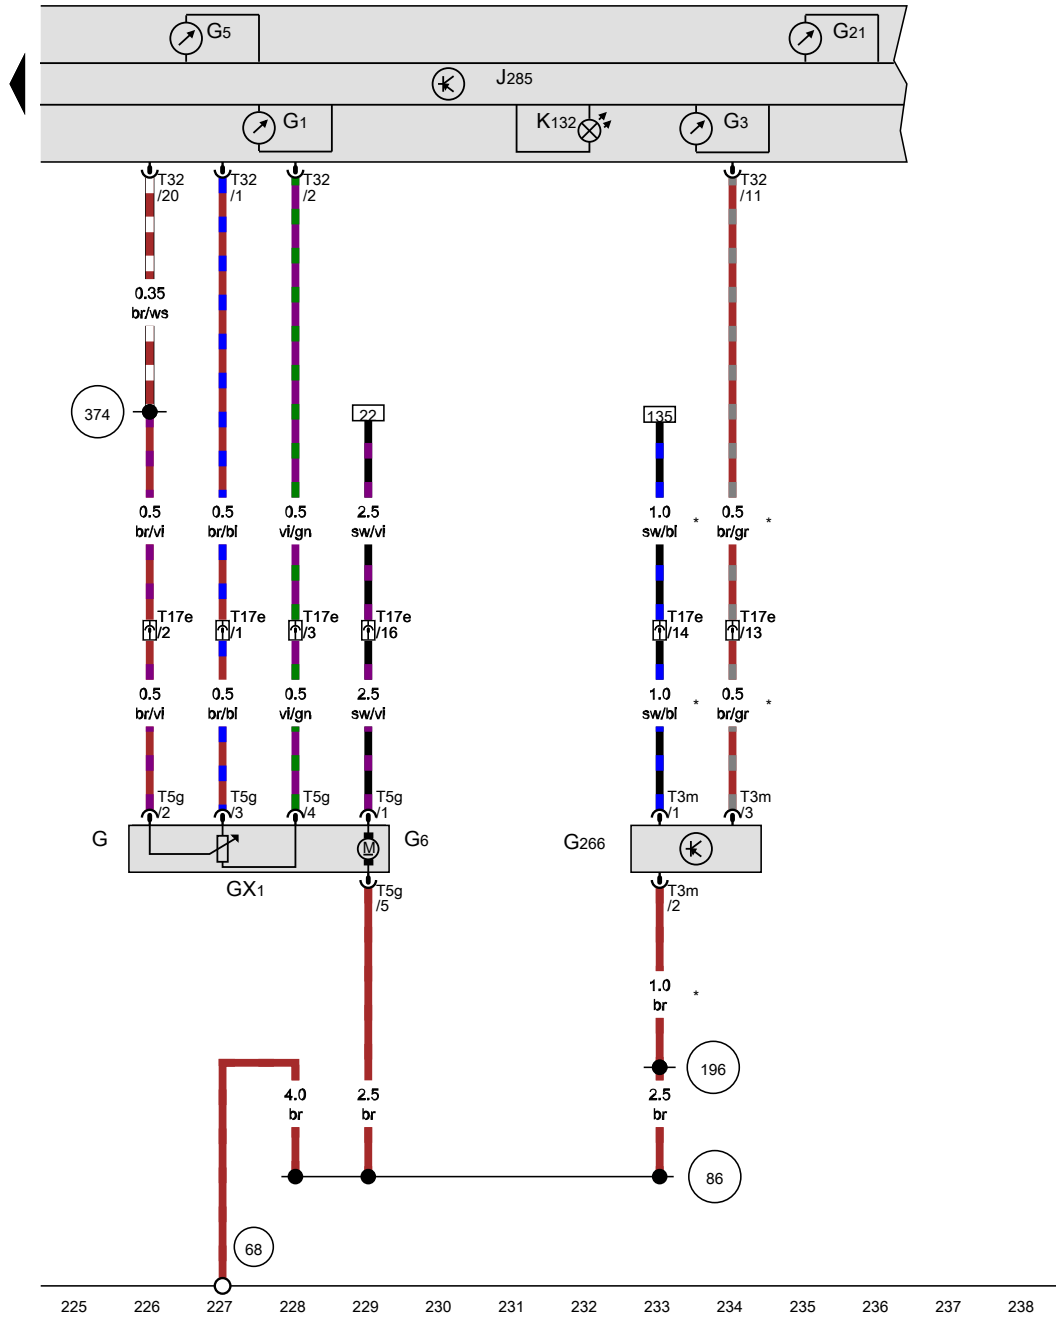 G5
G21
J285
G1
K132
G3
T32
/20
T32
/1
T32
/2
T32
/11
0.35
br/ws
374
22
135
0.5
br/vi
0.5
br/bl
0.5
vi/gn
2.5
sw/vi
1.0
sw/bl
*
0.5
br/gr
*
T17e
/2
T17e
/1
T17e
/3
T17e
/16
T17e
/14
T17e
/13
0.5
br/vi
0.5
br/bl
0.5
vi/gn
2.5
sw/vi
1.0
sw/bl
*
0.5
br/gr
*
T5g
/2
T5g
/3
T5g
/4
T5g
/1
T3m
/1
T3m
/3
G
M
G6
G266
GX1
T5g
/5
T3m
/2
1.0
br
*
196
4.0
br
2.5
br
2.5
br
86
68
225 226 227 228 229 230 231 232 233 234 235 236 237 238